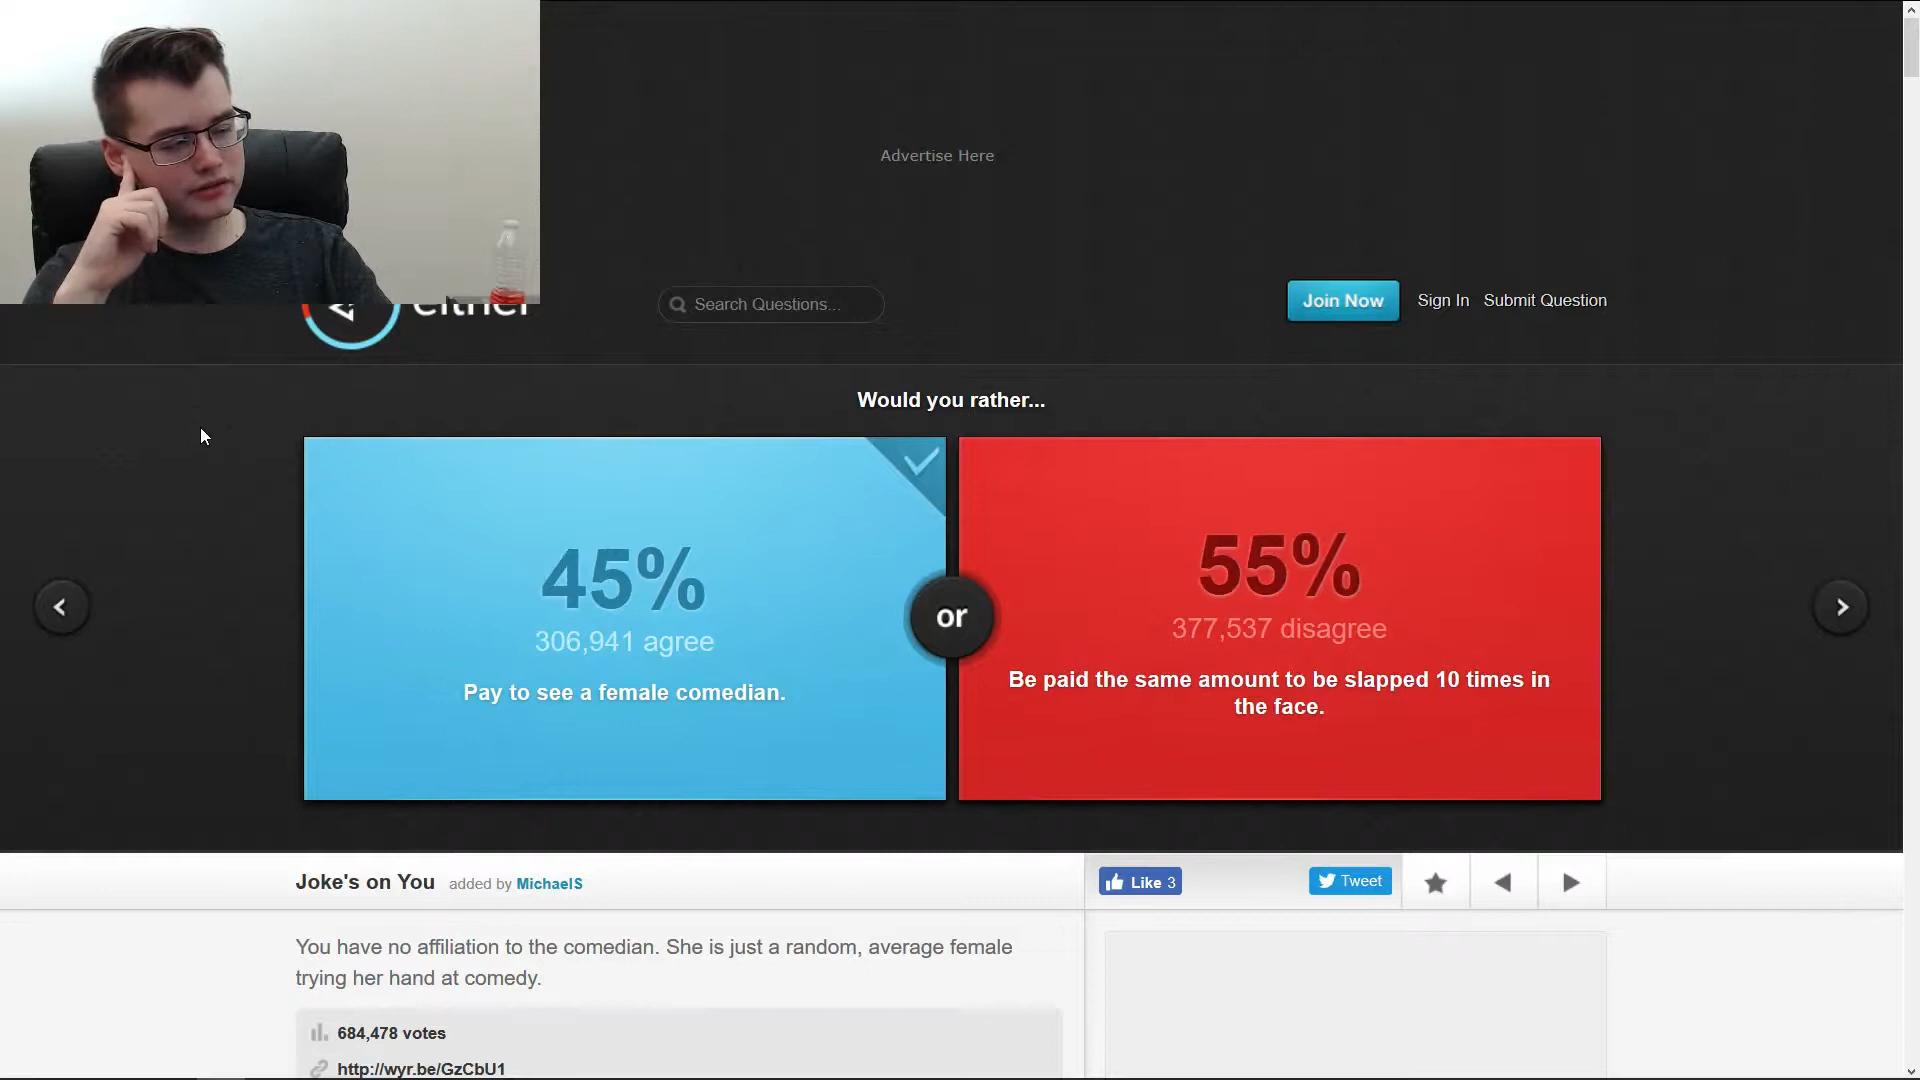 Advertise Here
either
Search Questions...
Join Now
Sign In
Submit Question
Would you rather...
45%
306,941 agree
Pay to see a female comedian.
or
55%
377,537 disagree
Be paid the same amount to be slapped 10 times in
the face.
Joke's on You added by MichaelS
Like 3
Tweet
You have no affiliation to the comedian. She is just a random, average female
trying her hand at comedy.
684,478 votes
http://wyr.be/GzCbU1